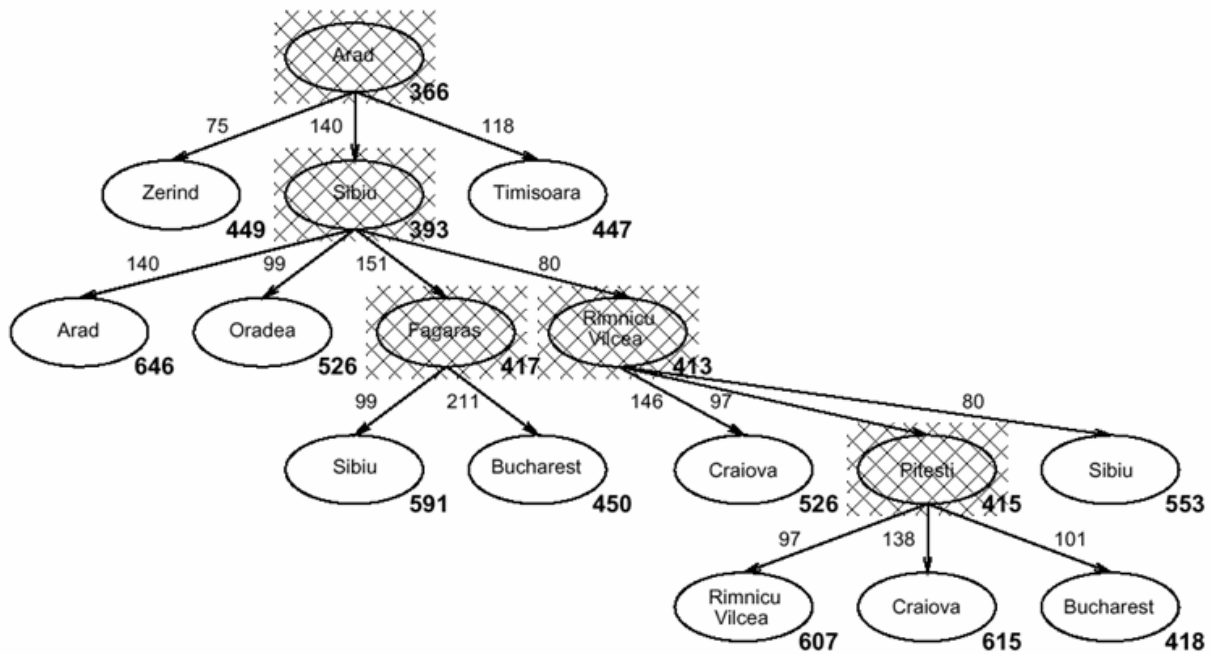 Arad
366
75
140
118
Zerind
Sibiu
Timisoara
449
393
447
140
99
151
80
Arad
Oradea
Fagaras
Rimnicu
Vilcea
646
526
417
413
99
211
146
97
80
Sibiu
Bucharest
Craiova
Pitesti
Sibiu
591
450
526
415
553
97
138
101
Rimnicu
Vilcea
Craiova
Bucharest
607
615
418